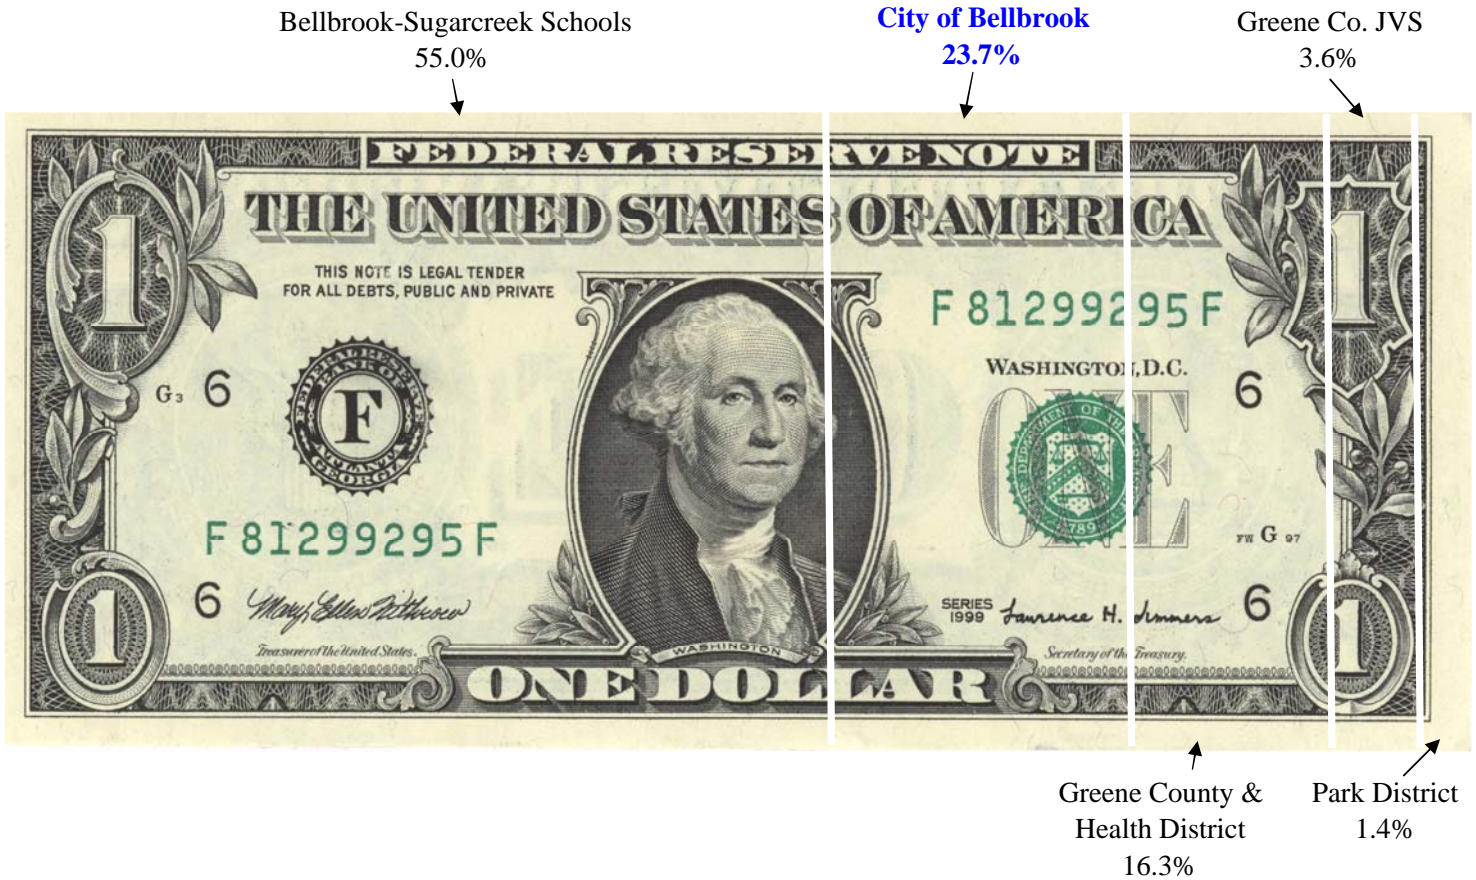 Bellbrook-Sugarcreek Schools
55.0%
City of Bellbrook
23.7%
Greene Co. JVS
3.6%
FEDERAL RESERVE NOTE
THE UNITED STATES OF AMERICA
1
1
THIS NOTE IS LEGAL TENDER
FOR ALL DEBTS, PUBLIC AND PRIVATE
F 81299295 F
WASHINGTON, D.C.
G3 6
F
6
ONE
F 81299295 F
FW G 97
6
SERIES
1999
6
1
1
Treasurer of the United States.
WASHINGTON
Secretary of the Treasury.
ONE DOLLAR
Greene County &
Health District
16.3%
Park District
1.4%